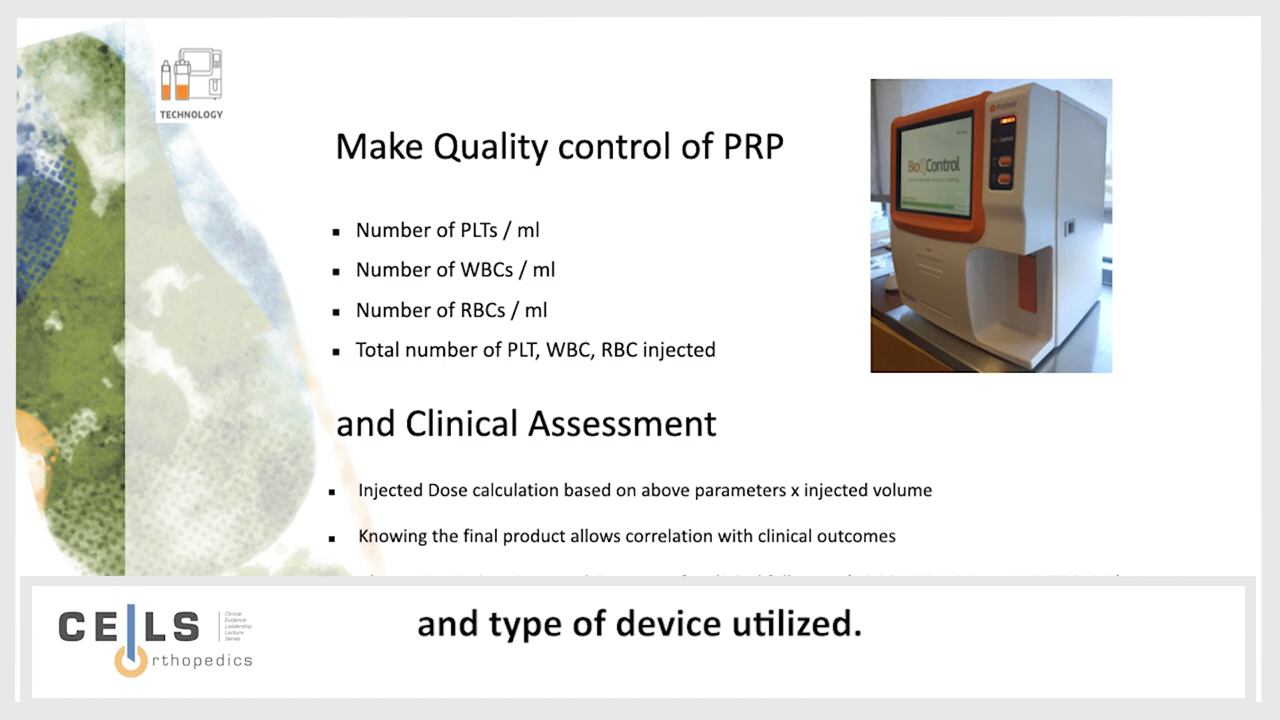 TECHNOLOGY
Make Quality control of PRP
Number of PLTs / ml
Number of WBCs / ml
Number of RBCs / ml
Total number of PLT, WBC, RBC injected
Bio Control
and Clinical Assessment
Injected Dose calculation based on above parameters x injected volume
Knowing the final product allows correlation with clinical outcomes
and type of device utilized.
CELLS
Clinical
Evidence
Leadership
Lecture
Series
Orthopedics